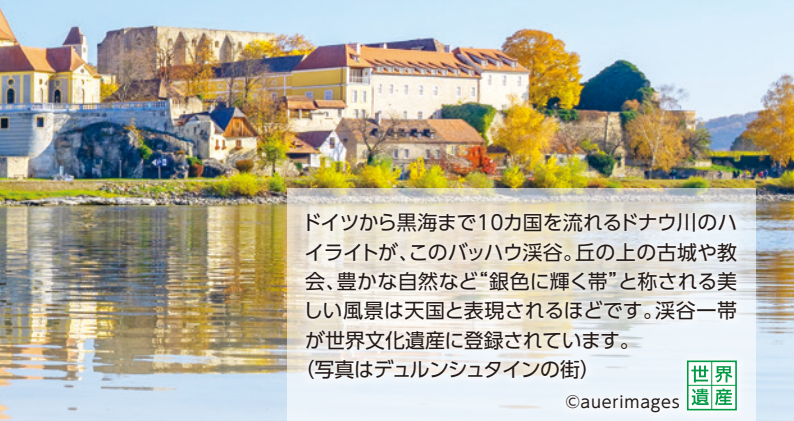 ドイツから黒海まで10カ国を流れるドナウ川のハ
イライトが、このバッハウ渓谷。丘の上の古城や教
会、豊かな自然など“銀色に輝く帯”と称される美
しい風景は天国と表現されるほどです。渓谷一帯
が世界文化遺産に登録されています。
(写真はデュルンシュタインの街)
©auerimages
世界
遺産